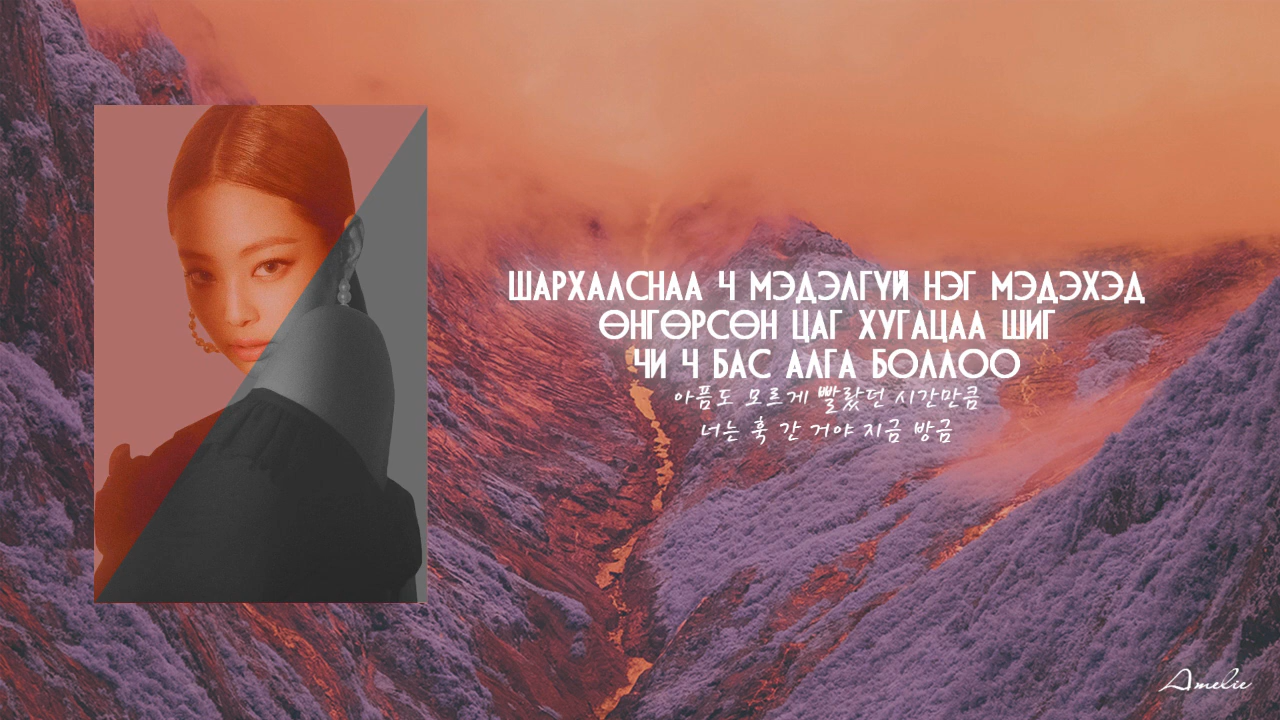 ШАРХАЛСНАА Ч МЭДЭЛГҮЙ НЭГ МЭДЭХЭД
ӨНГӨРСӨН ЦАГ ХУГАЦАА ШИГ
ЧИ Ч БАС АЛГА БОЛЛОО
아픔도 모르게 빨랐던 시간만큼
너는 훅 간 거야 지금 방금
Amelie